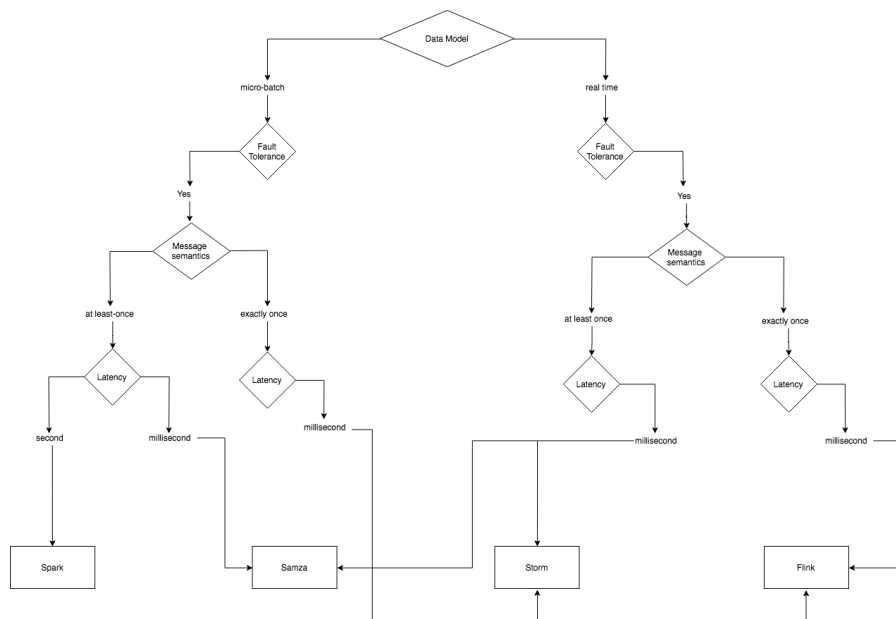 Data Model
micro-batch
real time
Fault
Tolerance
Fault
Tolerance
Yes
Yes
Message
semantics
Message
semantics
at least-once
exactly once
at least once
exactly once
Latency
Latency
Latency
Latency
second
millisecond
millisecond
millisecond
millisecond
Spark
Samza
Storm
Flink